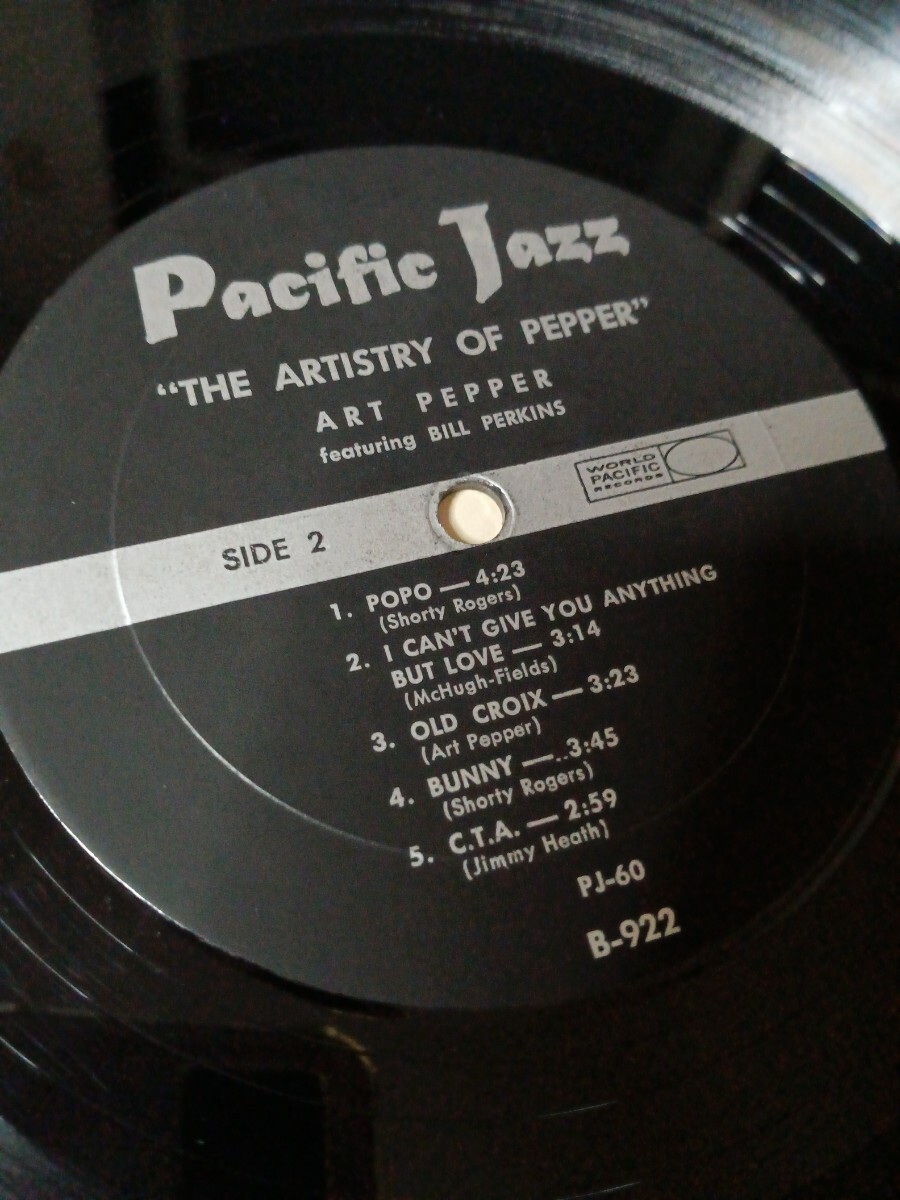 Pacific Jazz
"THE ARTISTRY OF PEPPER"
ART PEPPER
featuring BILL PERKINS
WORLD
PACIFIC
RECORDS
SIDE 2
1. POPO — 4:23
(Shorty Rogers)
2. I CAN'T GIVE YOU ANYTHING
BUT LOVE — 3:14
(McHugh-Fields)
3. OLD CROIX — 3:23
(Art Pepper)
4. BUNNY —..3:45
(Shorty Rogers)
5. C.T.A. — 2:59
(Jimmy Heath)
PJ-60
B-922